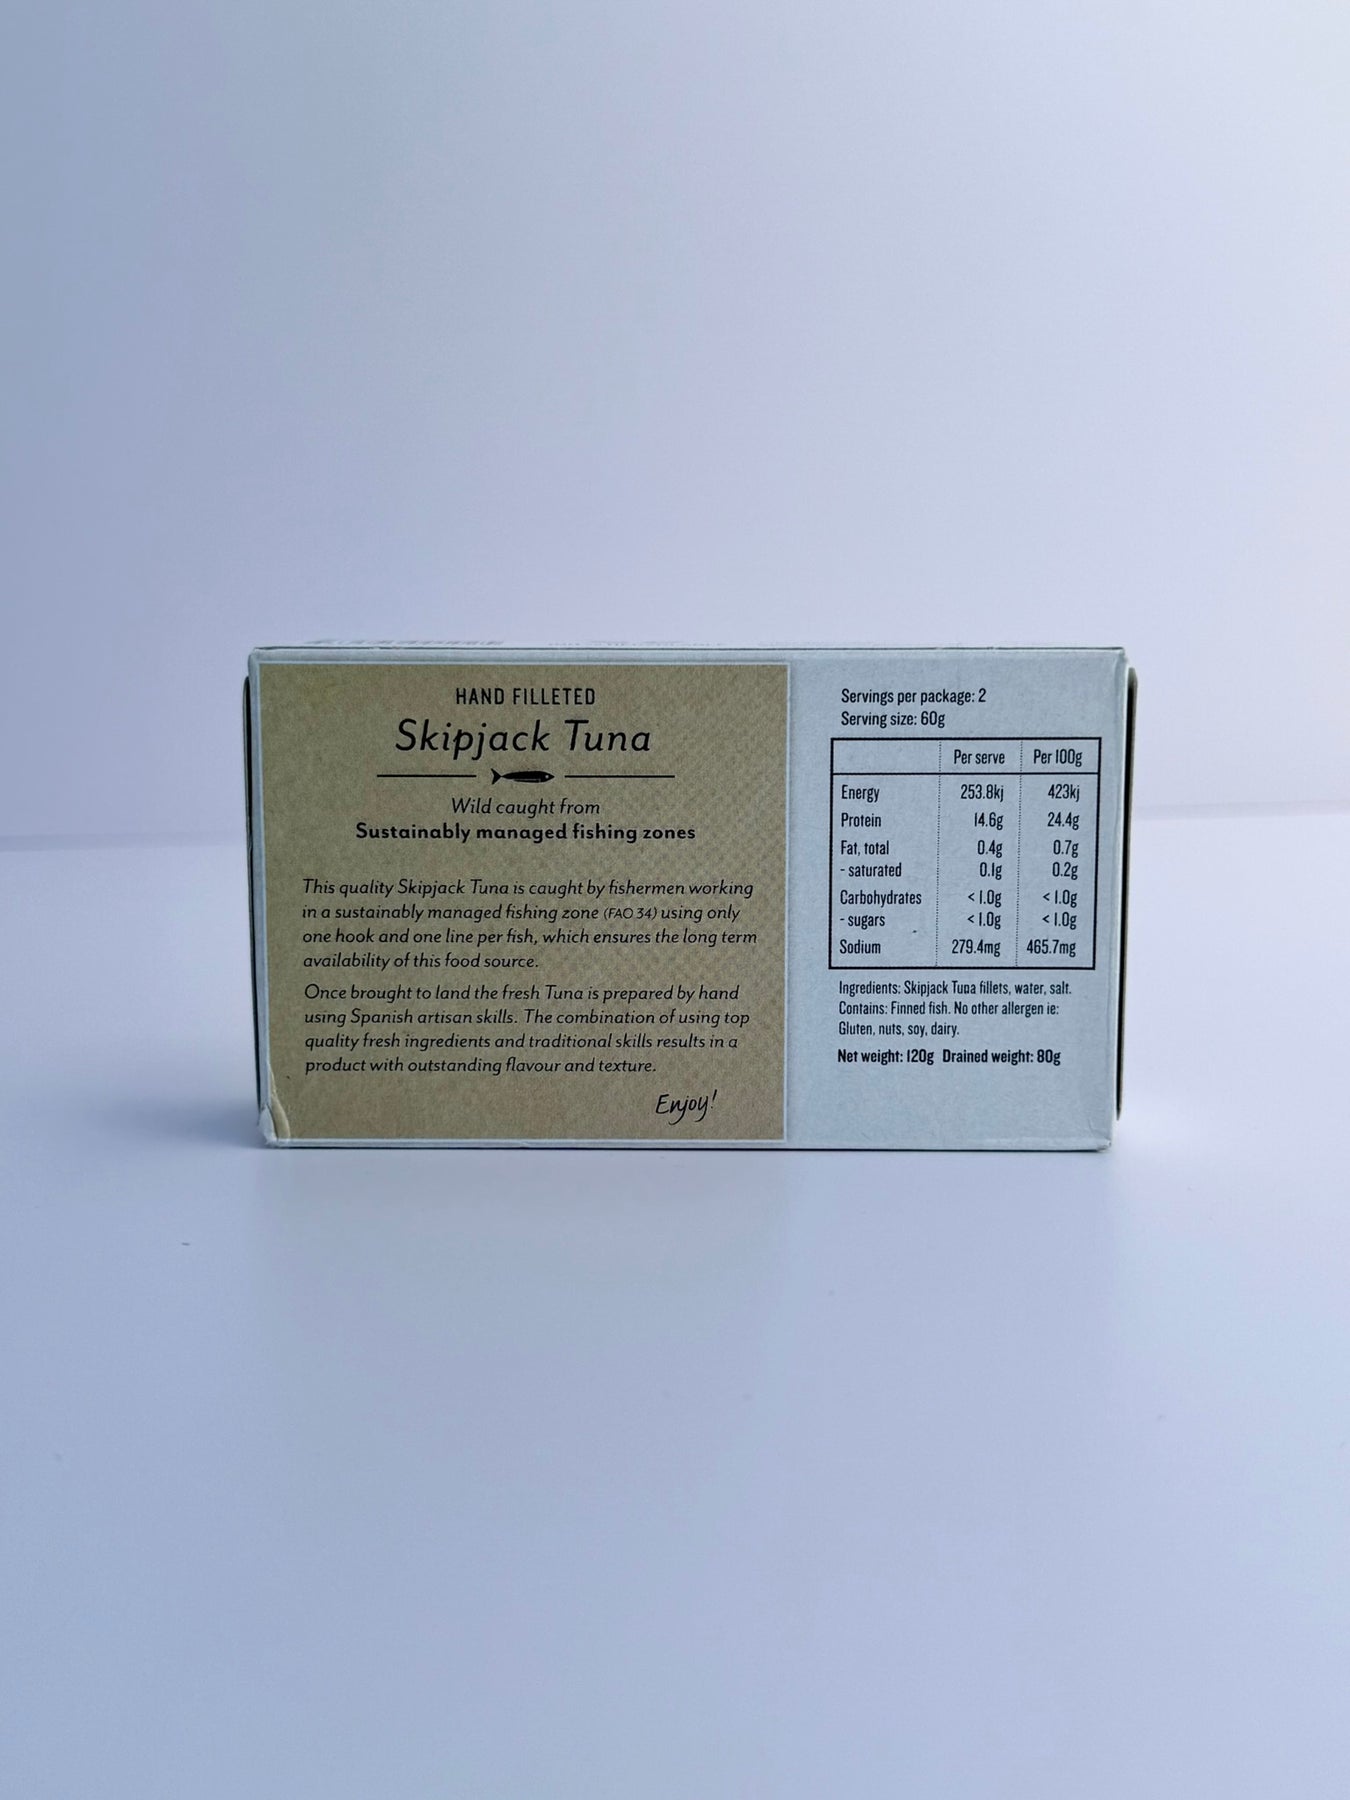 HAND FILLETED
Skipjack Tuna
Wild caught from
Sustainably managed fishing zones
This quality Skipjack Tuna is caught by fishermen working
in a sustainably managed fishing zone (FAO 34) using only
one hook and one line per fish, which ensures the long term
availability of this food source.
Once brought to land the fresh Tuna is prepared by hand
using Spanish artisan skills. The combination of using top
quality fresh ingredients and traditional skills results in a
product with outstanding flavour and texture.
Enjoy!
Servings per package: 2
Serving size: 60g
Per serve Per 100g
Energy 253.8kj 423kj
Protein 14.6g 24.4g
Fat, total 0.4g 0.7g
- saturated 0.1g 0.2g
Carbohydrates < 1.0g < 1.0g
- sugars < 1.0g < 1.0g
Sodium 279.4mg 465.7mg
Ingredients: Skipjack Tuna fillets, water, salt.
Contains: Finned fish. No other allergen ie:
Gluten, nuts, soy, dairy.
Net weight: 120g Drained weight: 80g